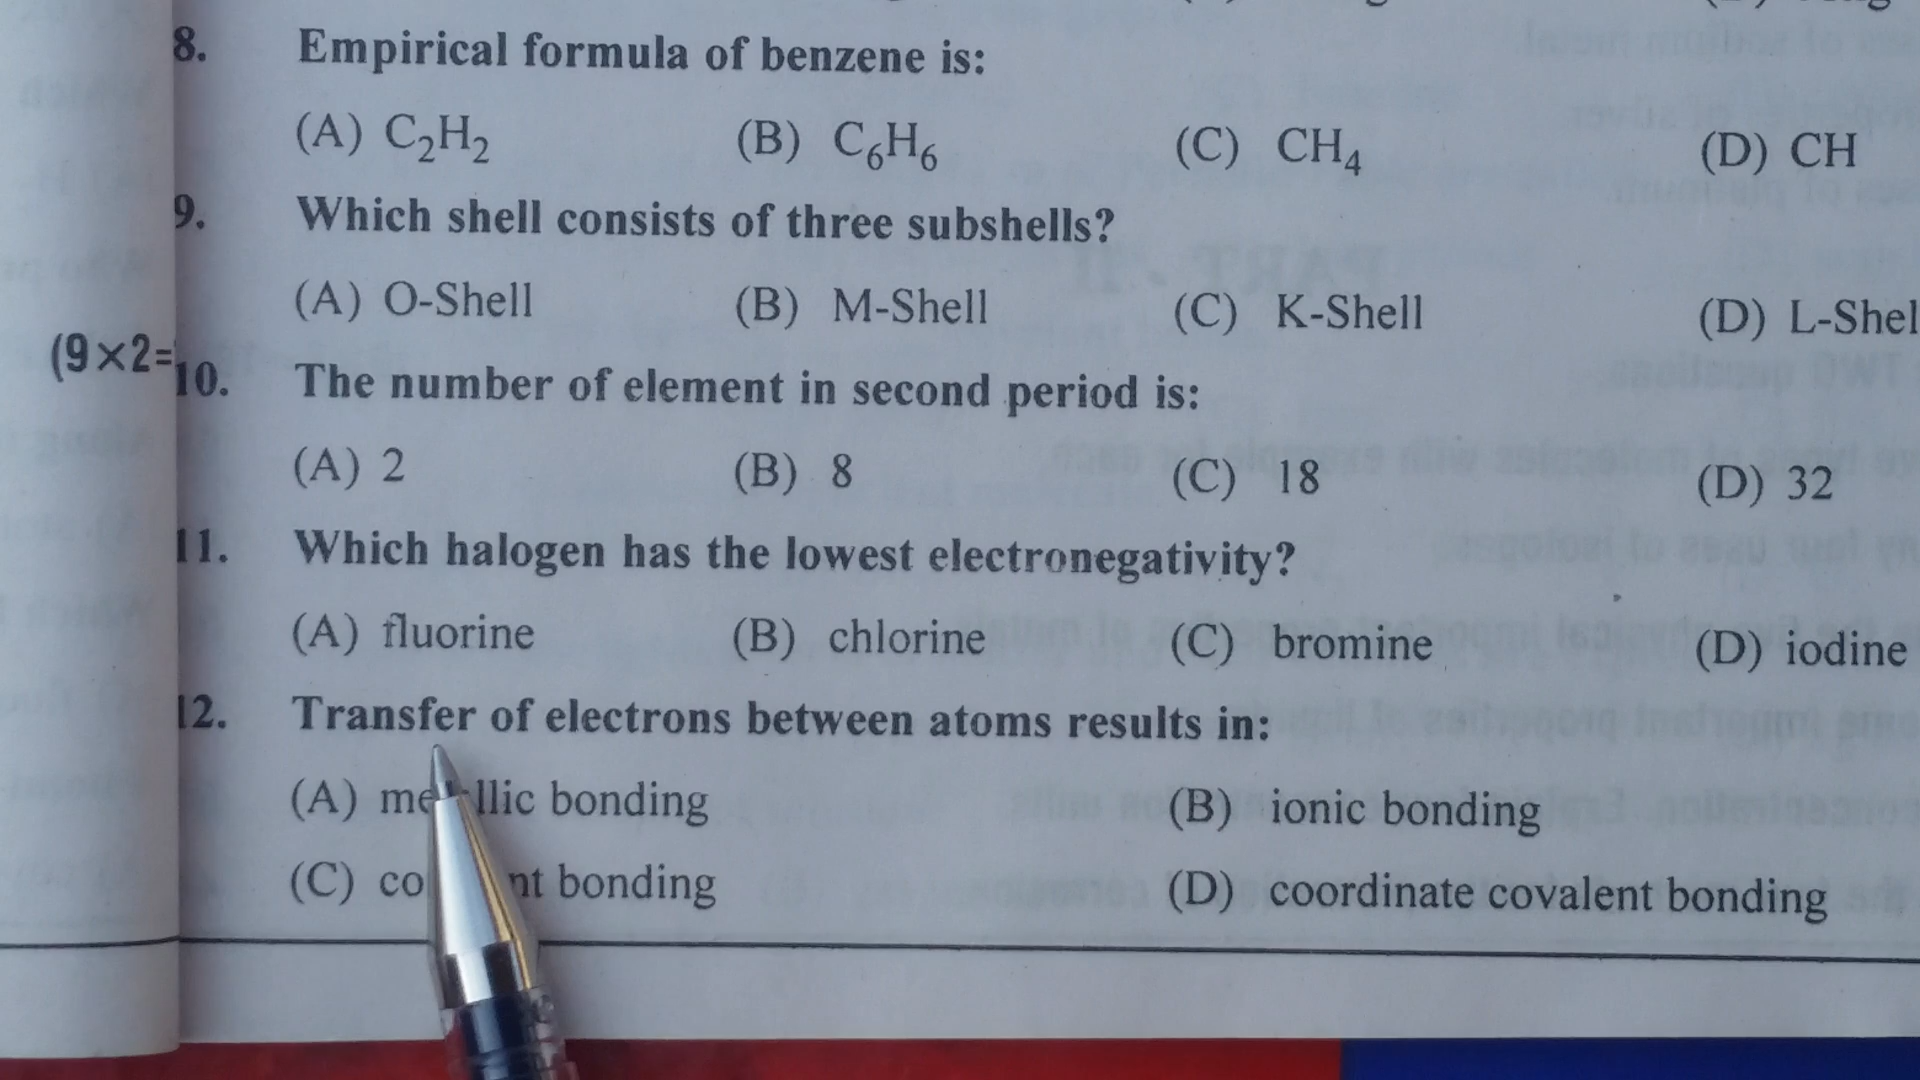 8. Empirical formula of benzene is:
(A) C₂H₂ (B) C₆H₆ (C) CH₄ (D) CH
9. Which shell consists of three subshells?
(A) O-Shell (B) M-Shell (C) K-Shell (D) L-Shel
(9×2=
10. The number of element in second period is:
(A) 2 (B) 8 (C) 18 (D) 32
11. Which halogen has the lowest electronegativity?
(A) fluorine (B) chlorine (C) bromine (D) iodine
12. Transfer of electrons between atoms results in:
(A) me llic bonding (B) ionic bonding
(C) co nt bonding (D) coordinate covalent bonding